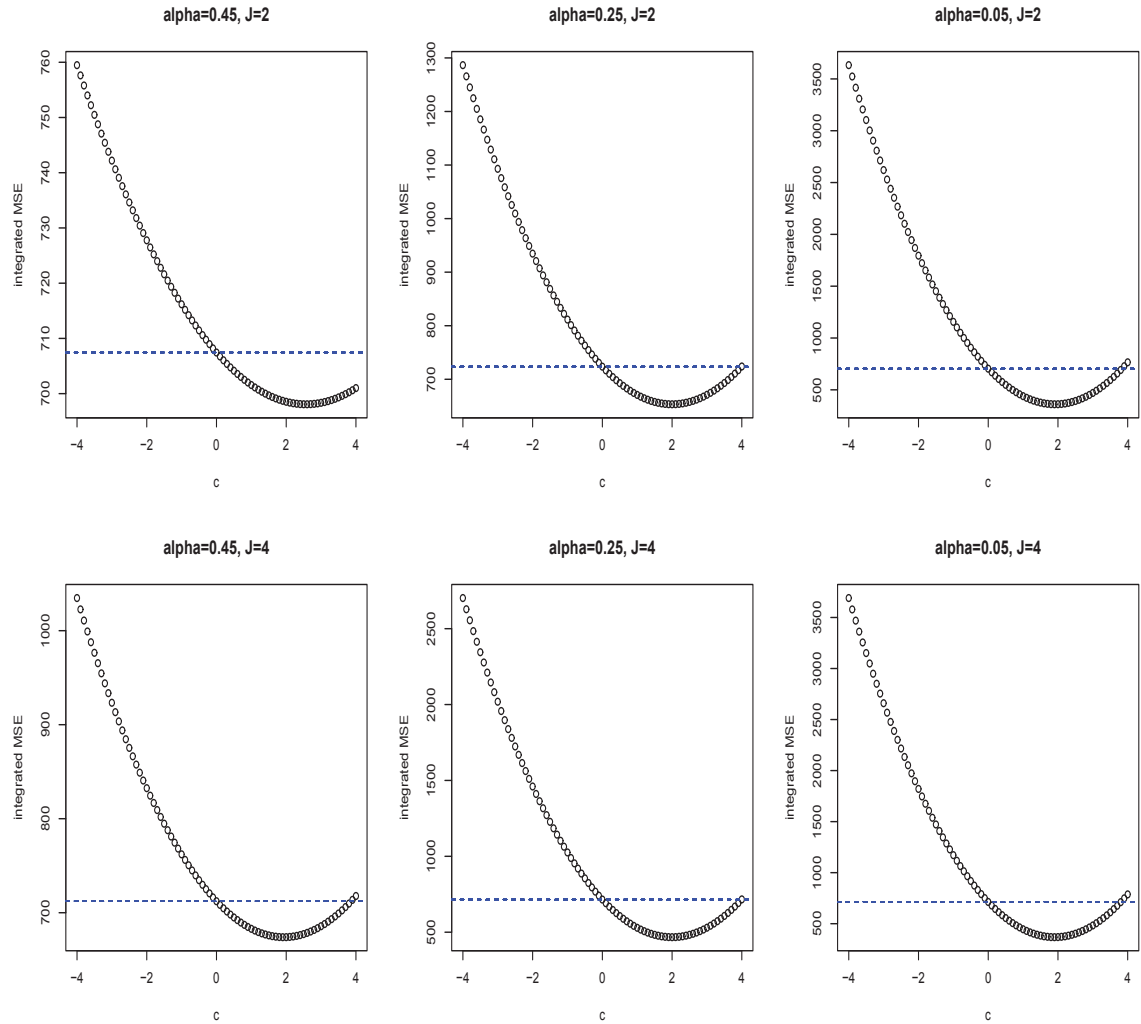 alpha=0.45, J=2
integrated MSE
760
750
740
730
720
710
700
−4 −2 0 2 4
c
alpha=0.25, J=2
integrated MSE
1300
1200
1100
1000
900
800
700
−4 −2 0 2 4
c
alpha=0.05, J=2
integrated MSE
3500
3000
2500
2000
1500
1000
500
−4 −2 0 2 4
c
alpha=0.45, J=4
integrated MSE
1000
900
800
700
−4 −2 0 2 4
c
alpha=0.25, J=4
integrated MSE
2500
2000
1500
1000
500
−4 −2 0 2 4
c
alpha=0.05, J=4
integrated MSE
3500
3000
2500
2000
1500
1000
500
−4 −2 0 2 4
c